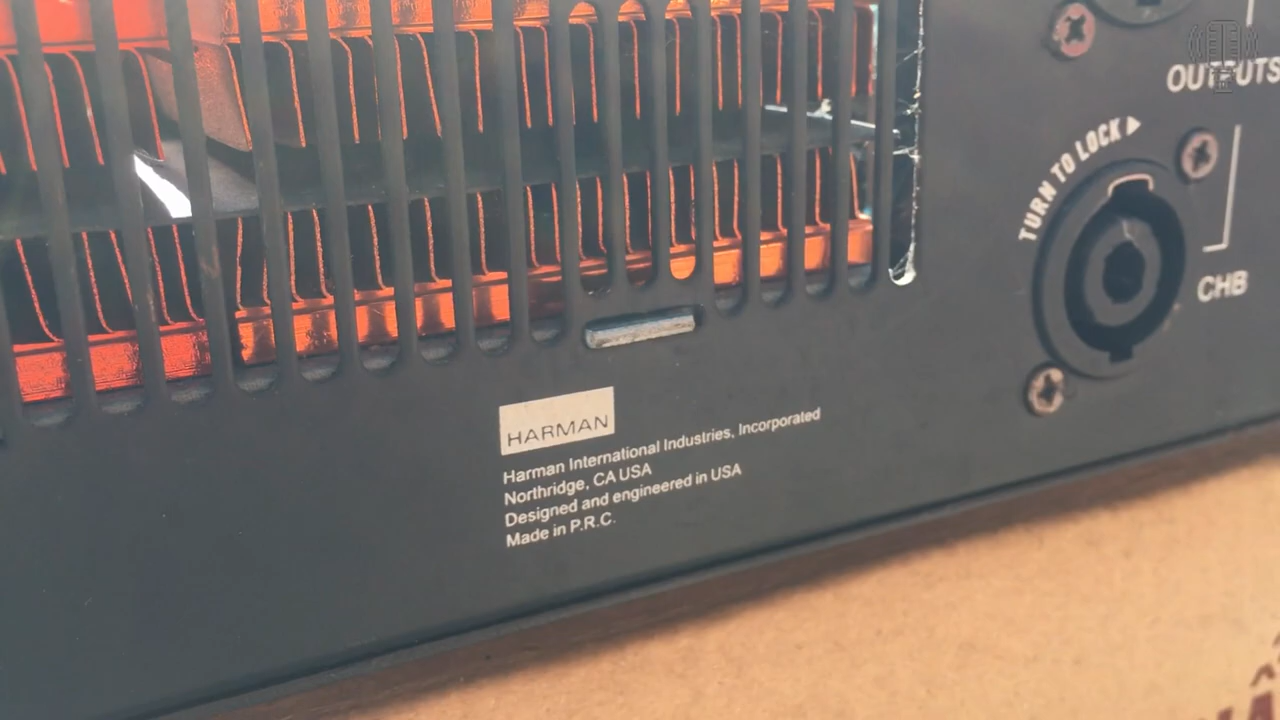 OUTPUTS
TURN TO LOCK
CHB
HARMAN
Harman International Industries, Incorporated
Northridge, CA USA
Designed and engineered in USA
Made in P.R.C.